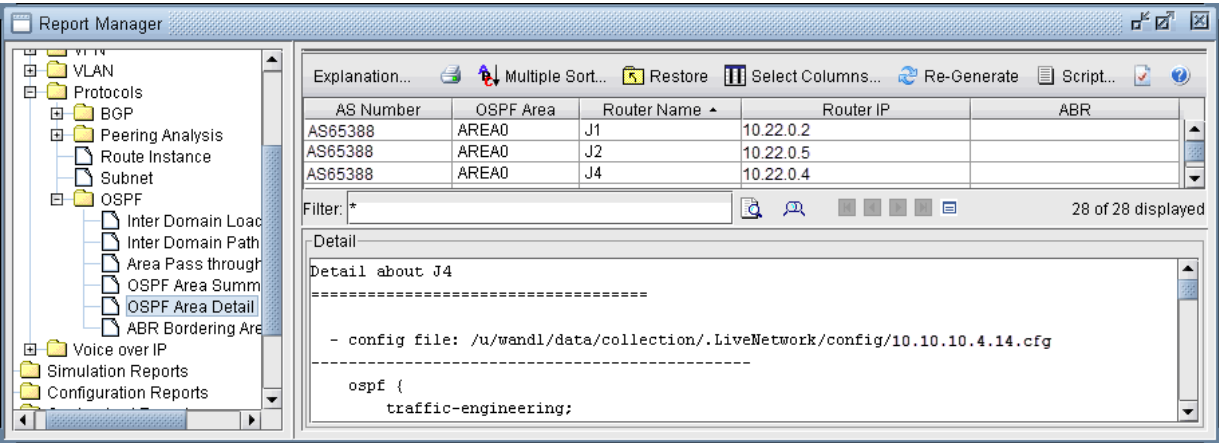 Report Manager
VPN
VLAN
Protocols
BGP
Peering Analysis
Route Instance
Subnet
OSPF
Inter Domain Loac
Inter Domain Path
Area Pass through
OSPF Area Summ
OSPF Area Detail
ABR Bordering Are
Voice over IP
Simulation Reports
Configuration Reports
Explanation... Multiple Sort... Restore Select Columns... Re-Generate Script...
AS Number OSPF Area Router Name Router IP ABR
AS65388 AREA0 J1 10.22.0.2
AS65388 AREA0 J2 10.22.0.5
AS65388 AREA0 J4 10.22.0.4
Filter: * 28 of 28 displayed
Detail
Detail about J4
====================================
- config file: /u/wandl/data/collection/.LiveNetwork/config/10.10.10.4.14.cfg
-----------------------------------------------
ospf {
traffic-engineering;